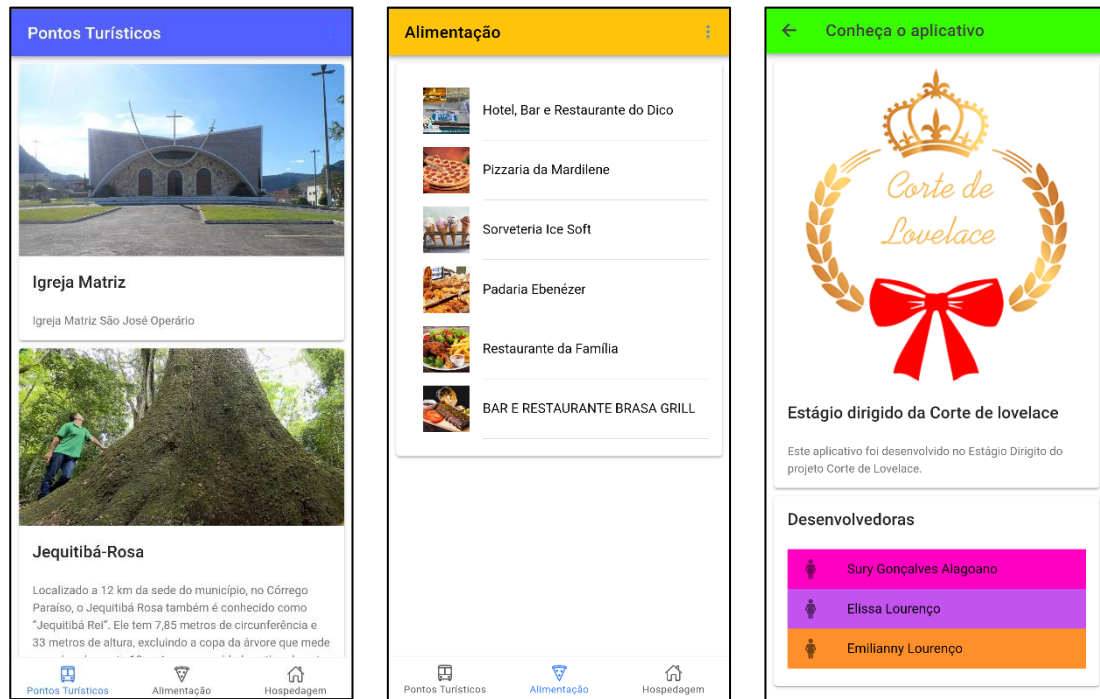 Pontos Turísticos
Igreja Matriz
Igreja Matriz São José Operário
Jequitibá-Rosa
Localizado a 12 km da sede do município, no Córrego
Paraíso, o Jequitibá Rosa também é conhecido como
“Jequitibá Rei”. Ele tem 7,85 metros de circunferência e
33 metros de altura, excluindo a copa da árvore que mede
Pontos Turísticos
Alimentação
Hospedagem
Alimentação
Hotel, Bar e Restaurante do Dico
Pizzaria da Mardilene
Sorveteria Ice Soft
Padaria Ebenézer
Restaurante da Família
BAR E RESTAURANTE BRASA GRILL
Pontos Turísticos
Alimentação
Hospedagem
Conheça o aplicativo
Corte de
Lovelace
Estágio dirigido da Corte de lovelace
Este aplicativo foi desenvolvido no Estágio Dirigito do
projeto Corte de Lovelace.
Desenvolvedoras
Sury Gonçalves Alagoano
Elissa Lourenço
Emilianny Lourenço